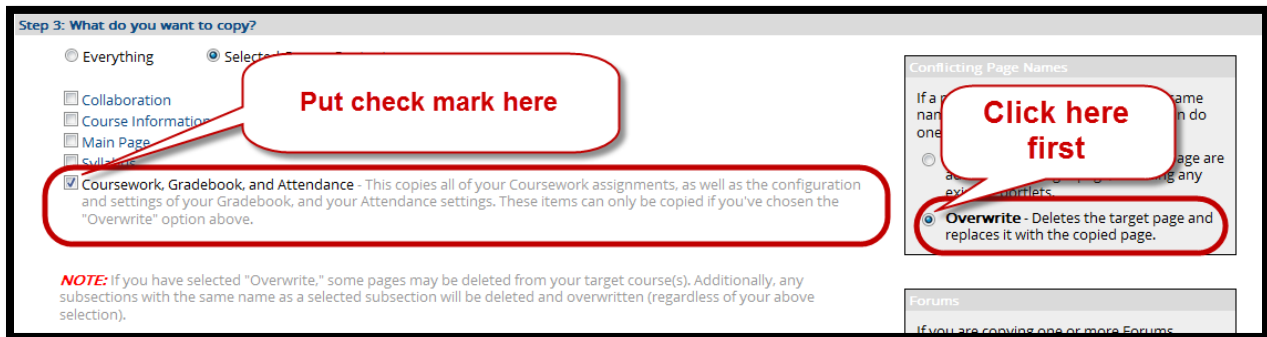 Step 3: What do you want to copy?
Everything Selected
Put check mark here
Collaboration
Course Information
Main Page
Syllabus
Coursework, Gradebook, and Attendance - This copies all of your Coursework assignments, as well as the configuration
and settings of your Gradebook, and your Attendance settings. These items can only be copied if you've chosen the
"Overwrite" option above.
NOTE: If you have selected "Overwrite," some pages may be deleted from your target course(s). Additionally, any
subsections with the same name as a selected subsection will be deleted and overwritten (regardless of your above
selection).
Conflicting Page Names
If a
do
one
Click here
first
are
any
Overwrite - Deletes the target page and
replaces it with the copied page.
Forums
If you are copying one or more Forums